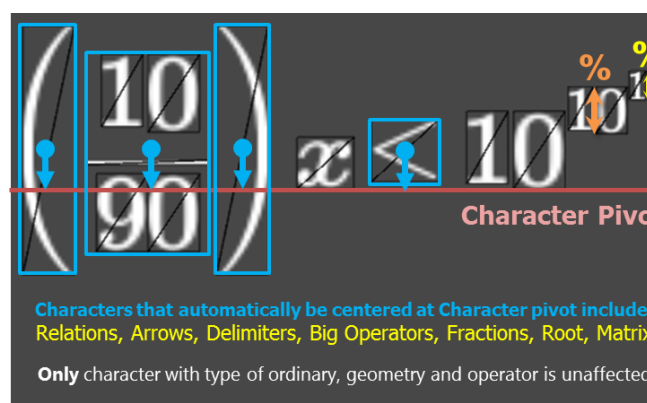 % %
( 10 ) x < 10 10 1
90
Character Pivo
Characters that automatically be centered at Character pivot include
Relations, Arrows, Delimiters, Big Operators, Fractions, Root, Matrix
Only character with type of ordinary, geometry and operator is unaffected